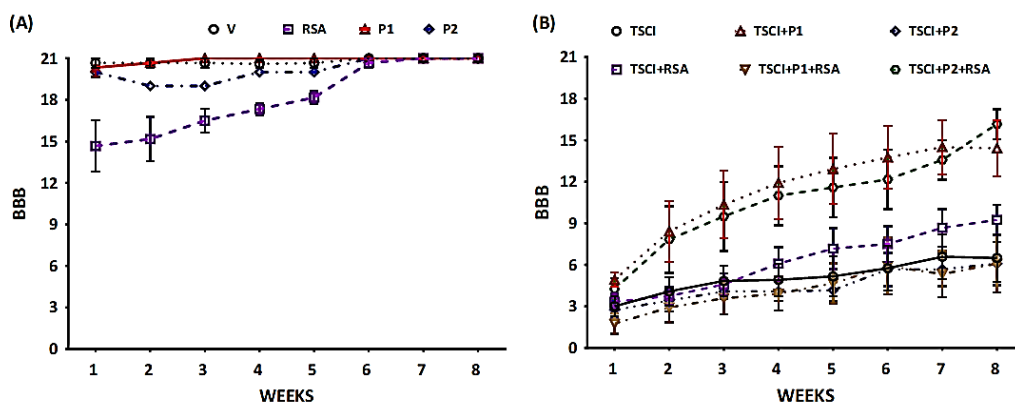 (A)
V RSA P1 P2
21
18
15
12
9
6
3
0
BBB
1 2 3 4 5 6 7 8
WEEKS
(B)
TSCI TSCI+P1 TSCI+P2
TSCI+RSA TSCI+P1+RSA TSCI+P2+RSA
21
18
15
12
9
6
3
0
BBB
1 2 3 4 5 6 7 8
WEEKS